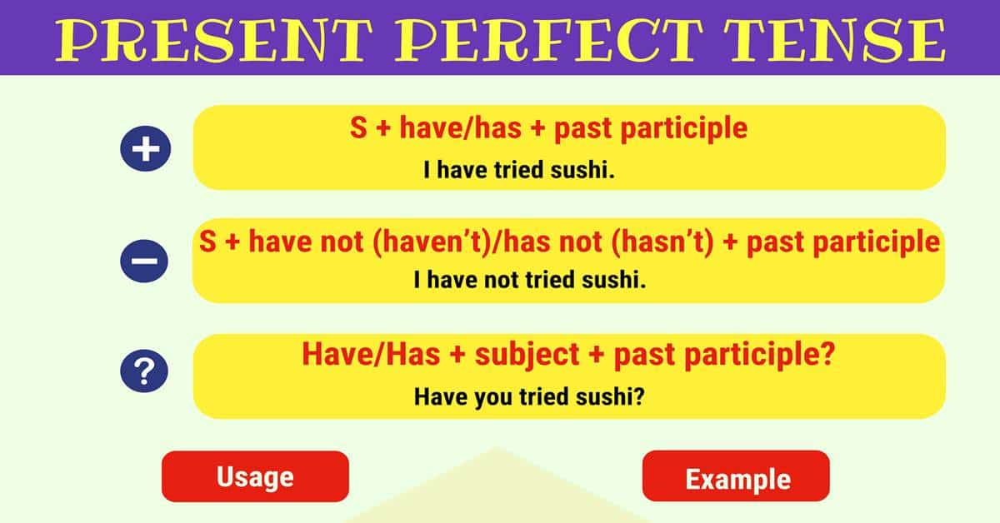 PRESENT PERFECT TENSE
+
S + have/has + past participle
I have tried sushi.
−
S + have not (haven’t)/has not (hasn’t) + past participle
I have not tried sushi.
?
Have/Has + subject + past participle?
Have you tried sushi?
Usage
Example